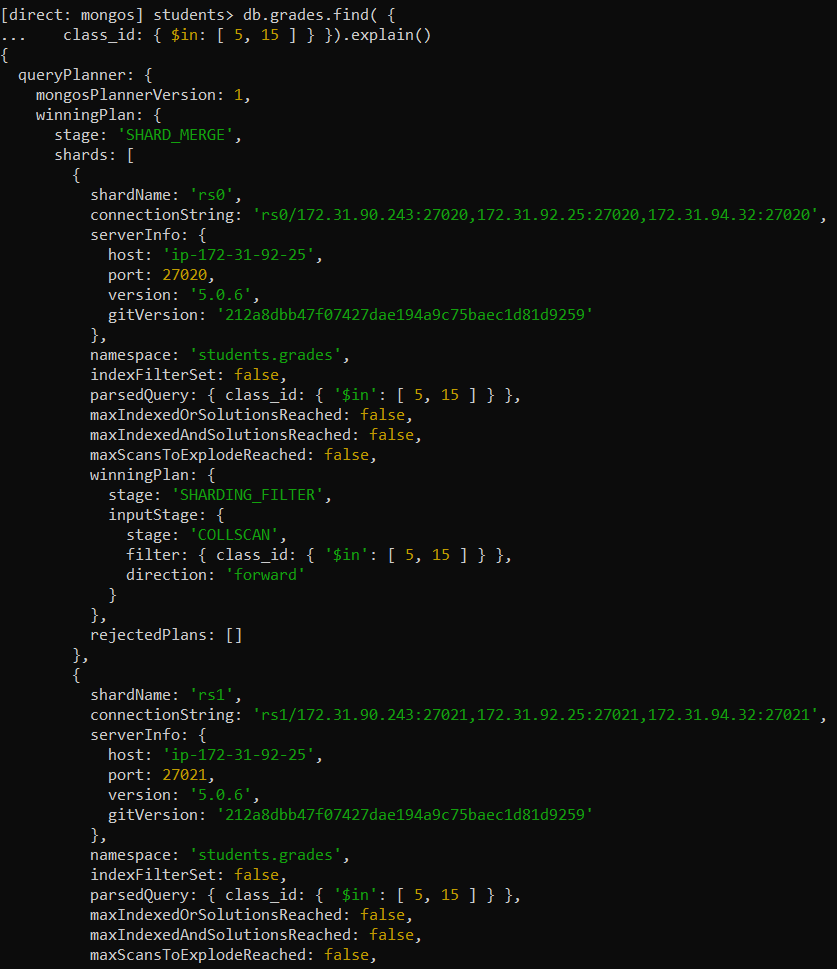 [direct: mongos] students> db.grades.find( {
...    class_id: { $in: [ 5, 15 ] } }).explain()
{
  queryPlanner: {
    mongosPlannerVersion: 1,
    winningPlan: {
      stage: 'SHARD_MERGE',
      shards: [
        {
          shardName: 'rs0',
          connectionString: 'rs0/172.31.90.243:27020,172.31.92.25:27020,172.31.94.32:27020',
          serverInfo: {
            host: 'ip-172-31-92-25',
            port: 27020,
            version: '5.0.6',
            gitVersion: '212a8dbb47f07427dae194a9c75baec1d81d9259'
          },
          namespace: 'students.grades',
          indexFilterSet: false,
          parsedQuery: { class_id: { '$in': [ 5, 15 ] } },
          maxIndexedOrSolutionsReached: false,
          maxIndexedAndSolutionsReached: false,
          maxScansToExplodeReached: false,
          winningPlan: {
            stage: 'SHARDING_FILTER',
            inputStage: {
              stage: 'COLLSCAN',
              filter: { class_id: { '$in': [ 5, 15 ] } },
              direction: 'forward'
            }
          },
          rejectedPlans: []
        },
        {
          shardName: 'rs1',
          connectionString: 'rs1/172.31.90.243:27021,172.31.92.25:27021,172.31.94.32:27021',
          serverInfo: {
            host: 'ip-172-31-92-25',
            port: 27021,
            version: '5.0.6',
            gitVersion: '212a8dbb47f07427dae194a9c75baec1d81d9259'
          },
          namespace: 'students.grades',
          indexFilterSet: false,
          parsedQuery: { class_id: { '$in': [ 5, 15 ] } },
          maxIndexedOrSolutionsReached: false,
          maxIndexedAndSolutionsReached: false,
          maxScansToExplodeReached: false,